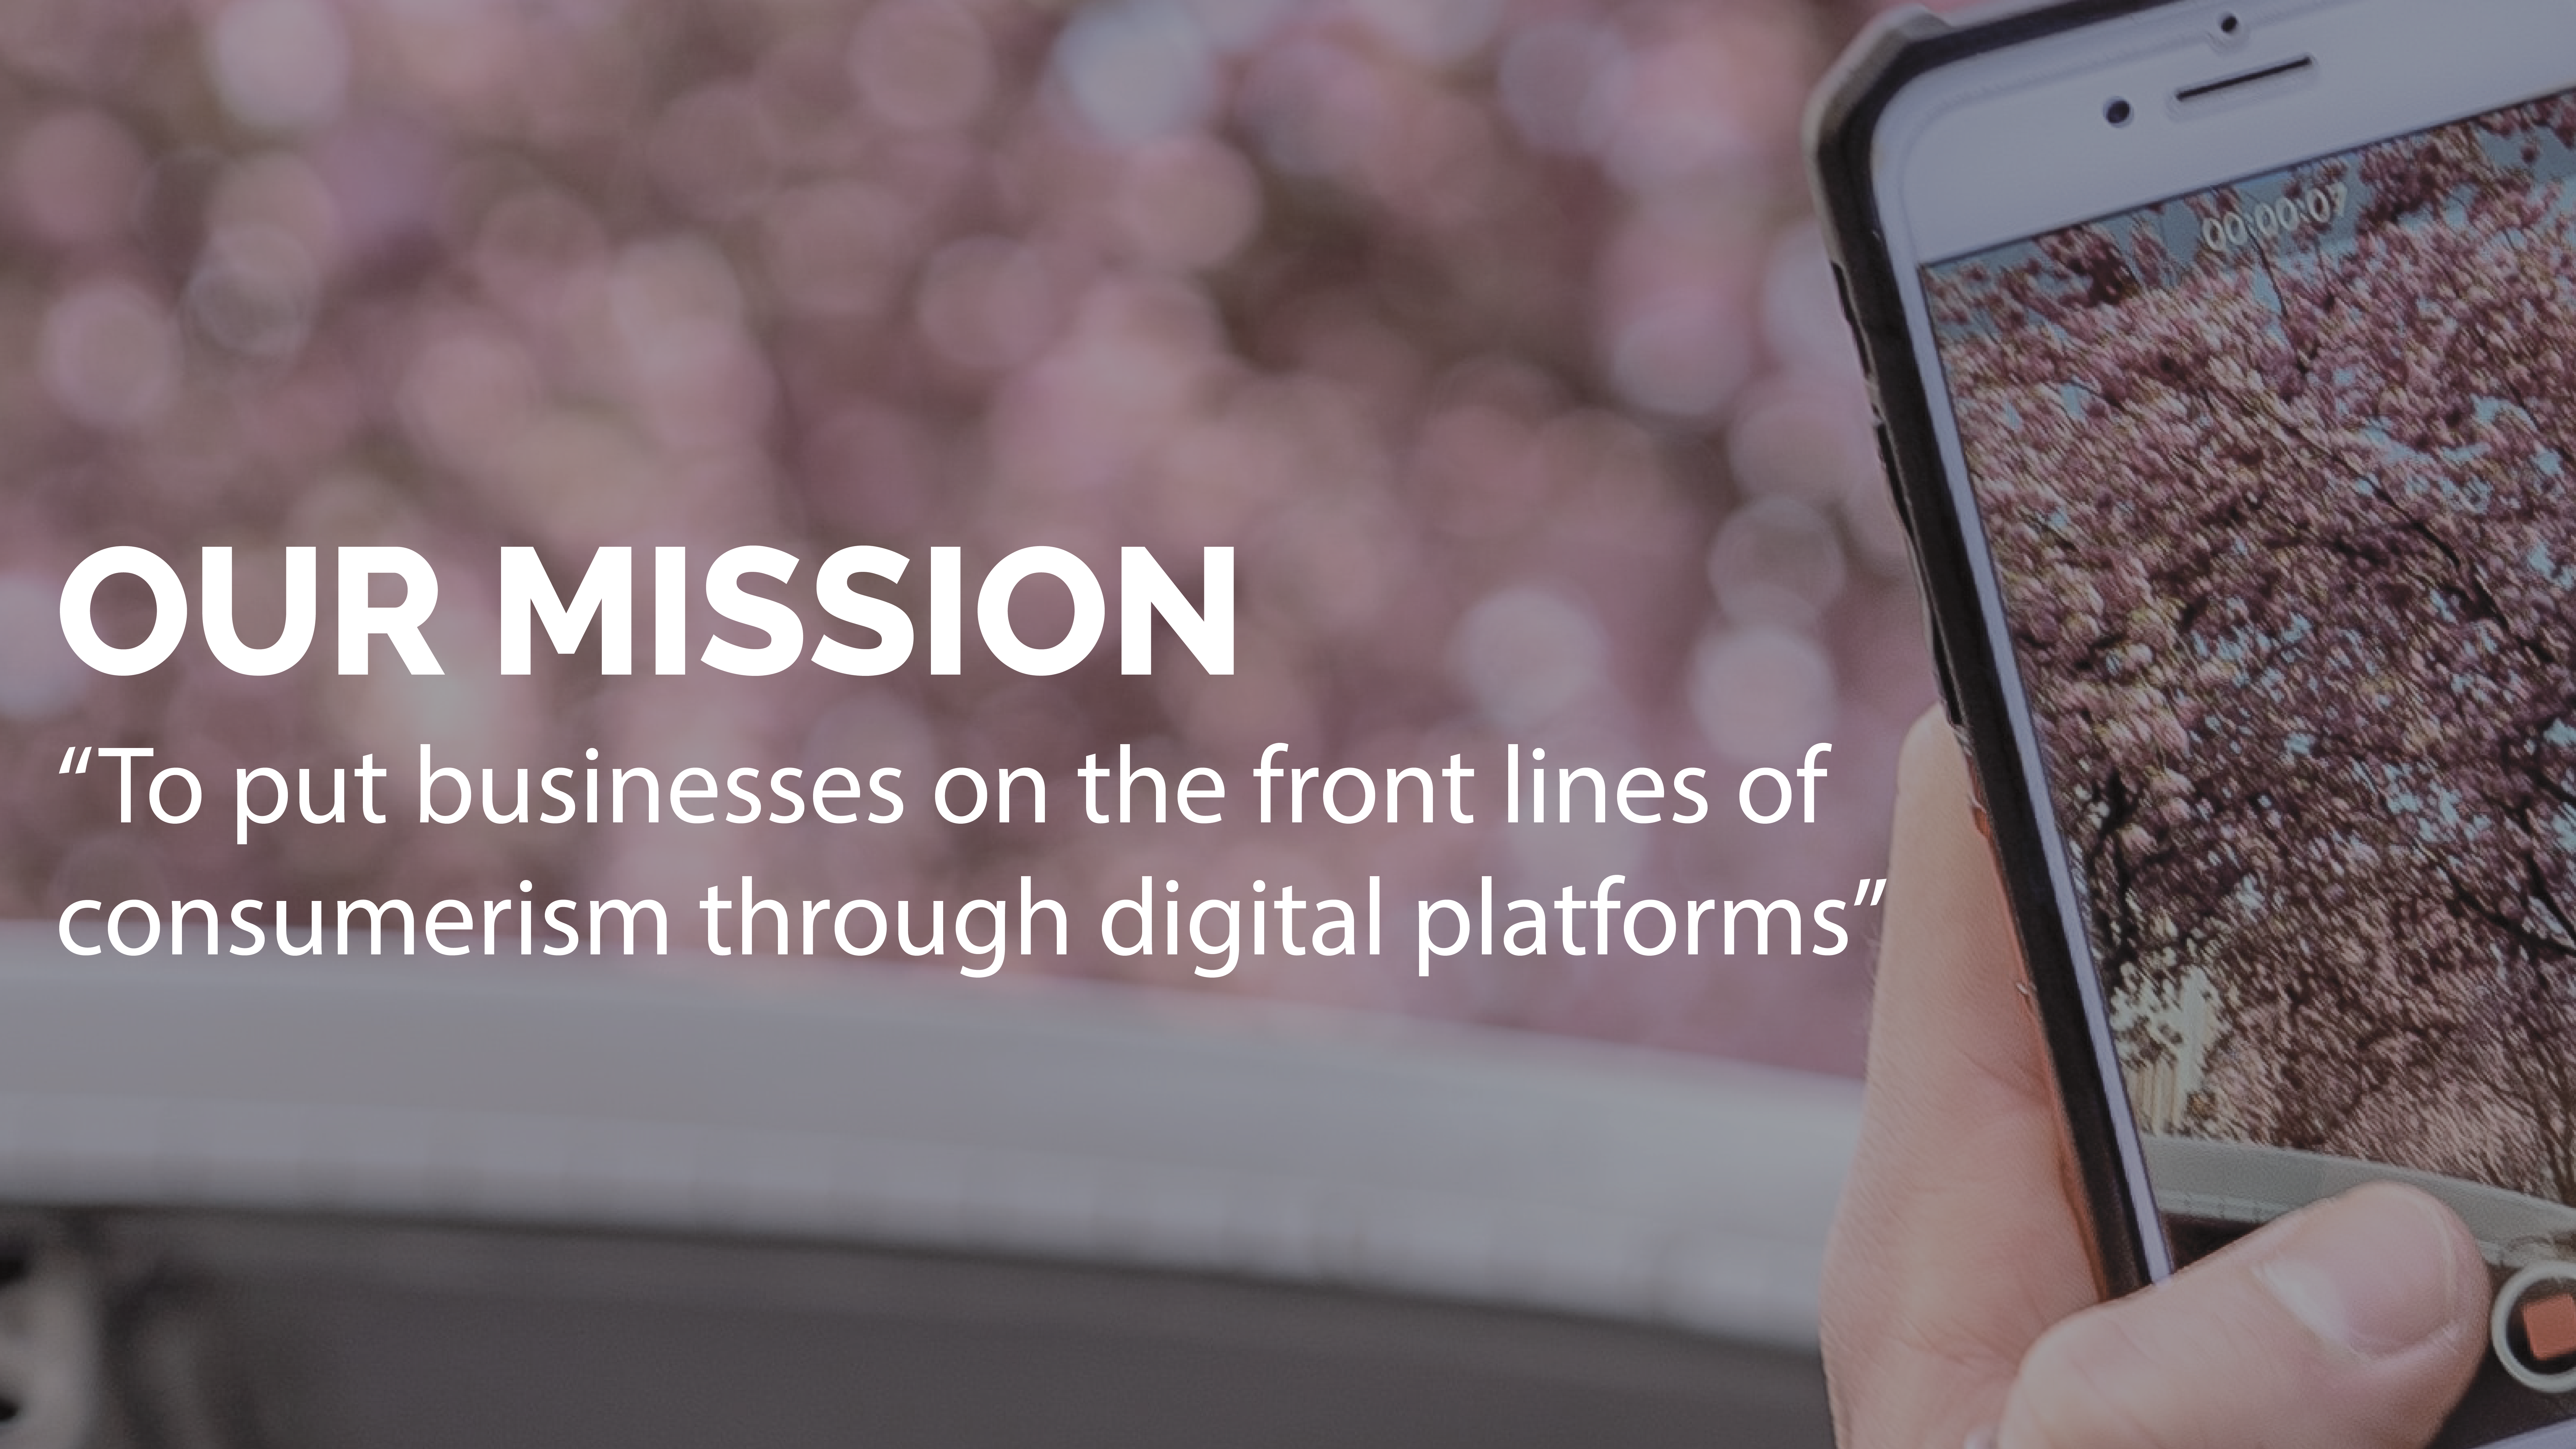 00:00:07
OUR MISSION
“To put businesses on the front lines of
consumerism through digital platforms”